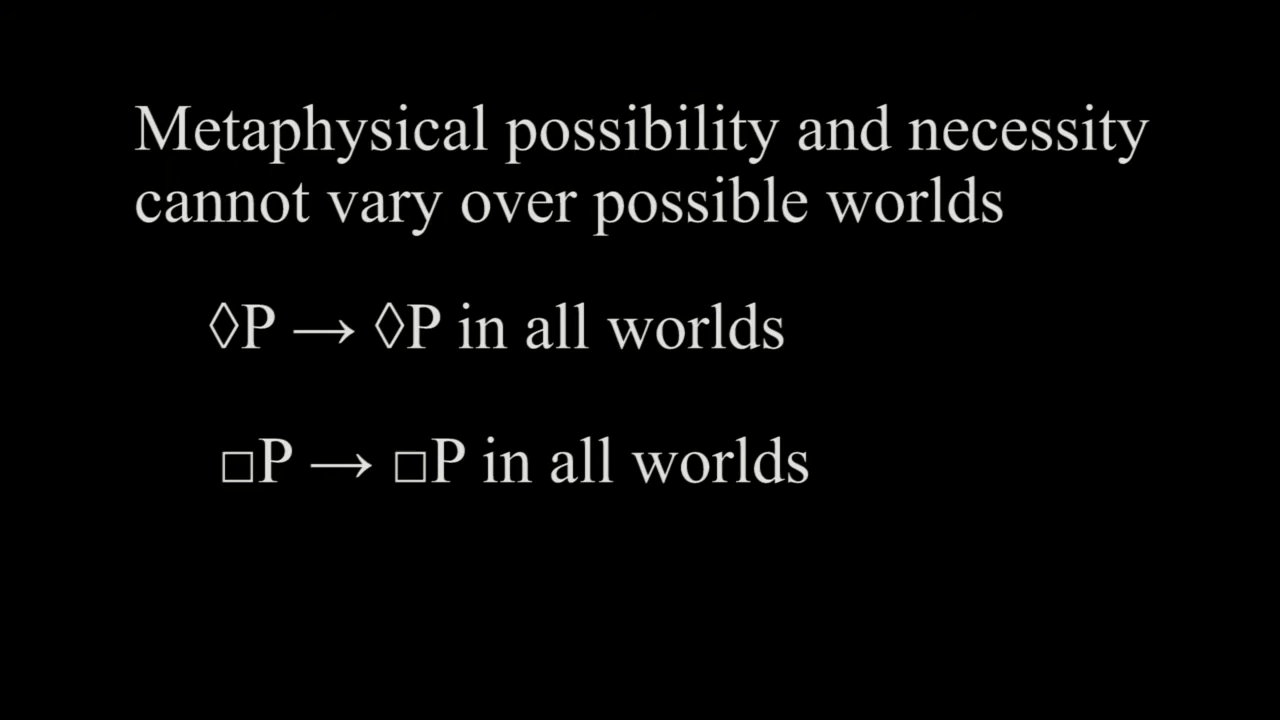 Metaphysical possibility and necessity
cannot vary over possible worlds
◊P → ◊P in all worlds
□P → □P in all worlds